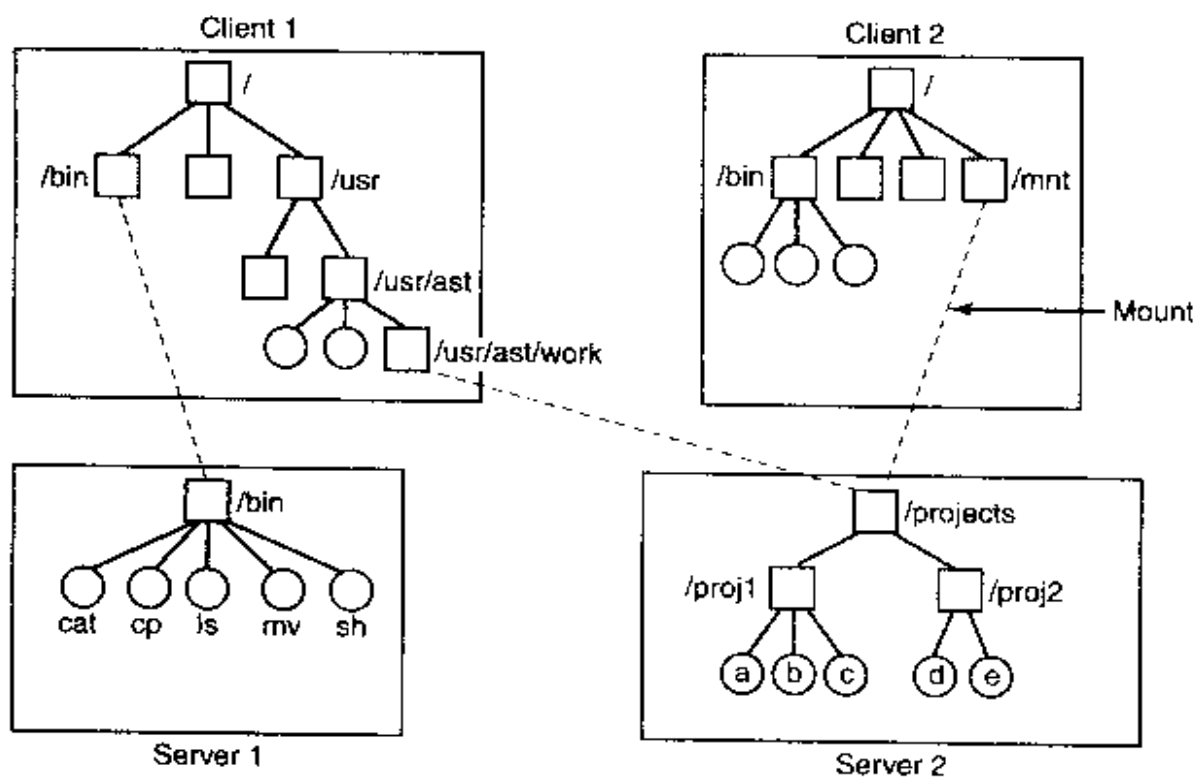 Client 1
Client 2
/
/
/bin
/usr
/bin
/mnt
/usr/ast
Mount
/usr/ast/work
/bin
/projects
cat
cp
ls
mv
sh
/proj1
/proj2
a
b
c
d
e
Server 1
Server 2